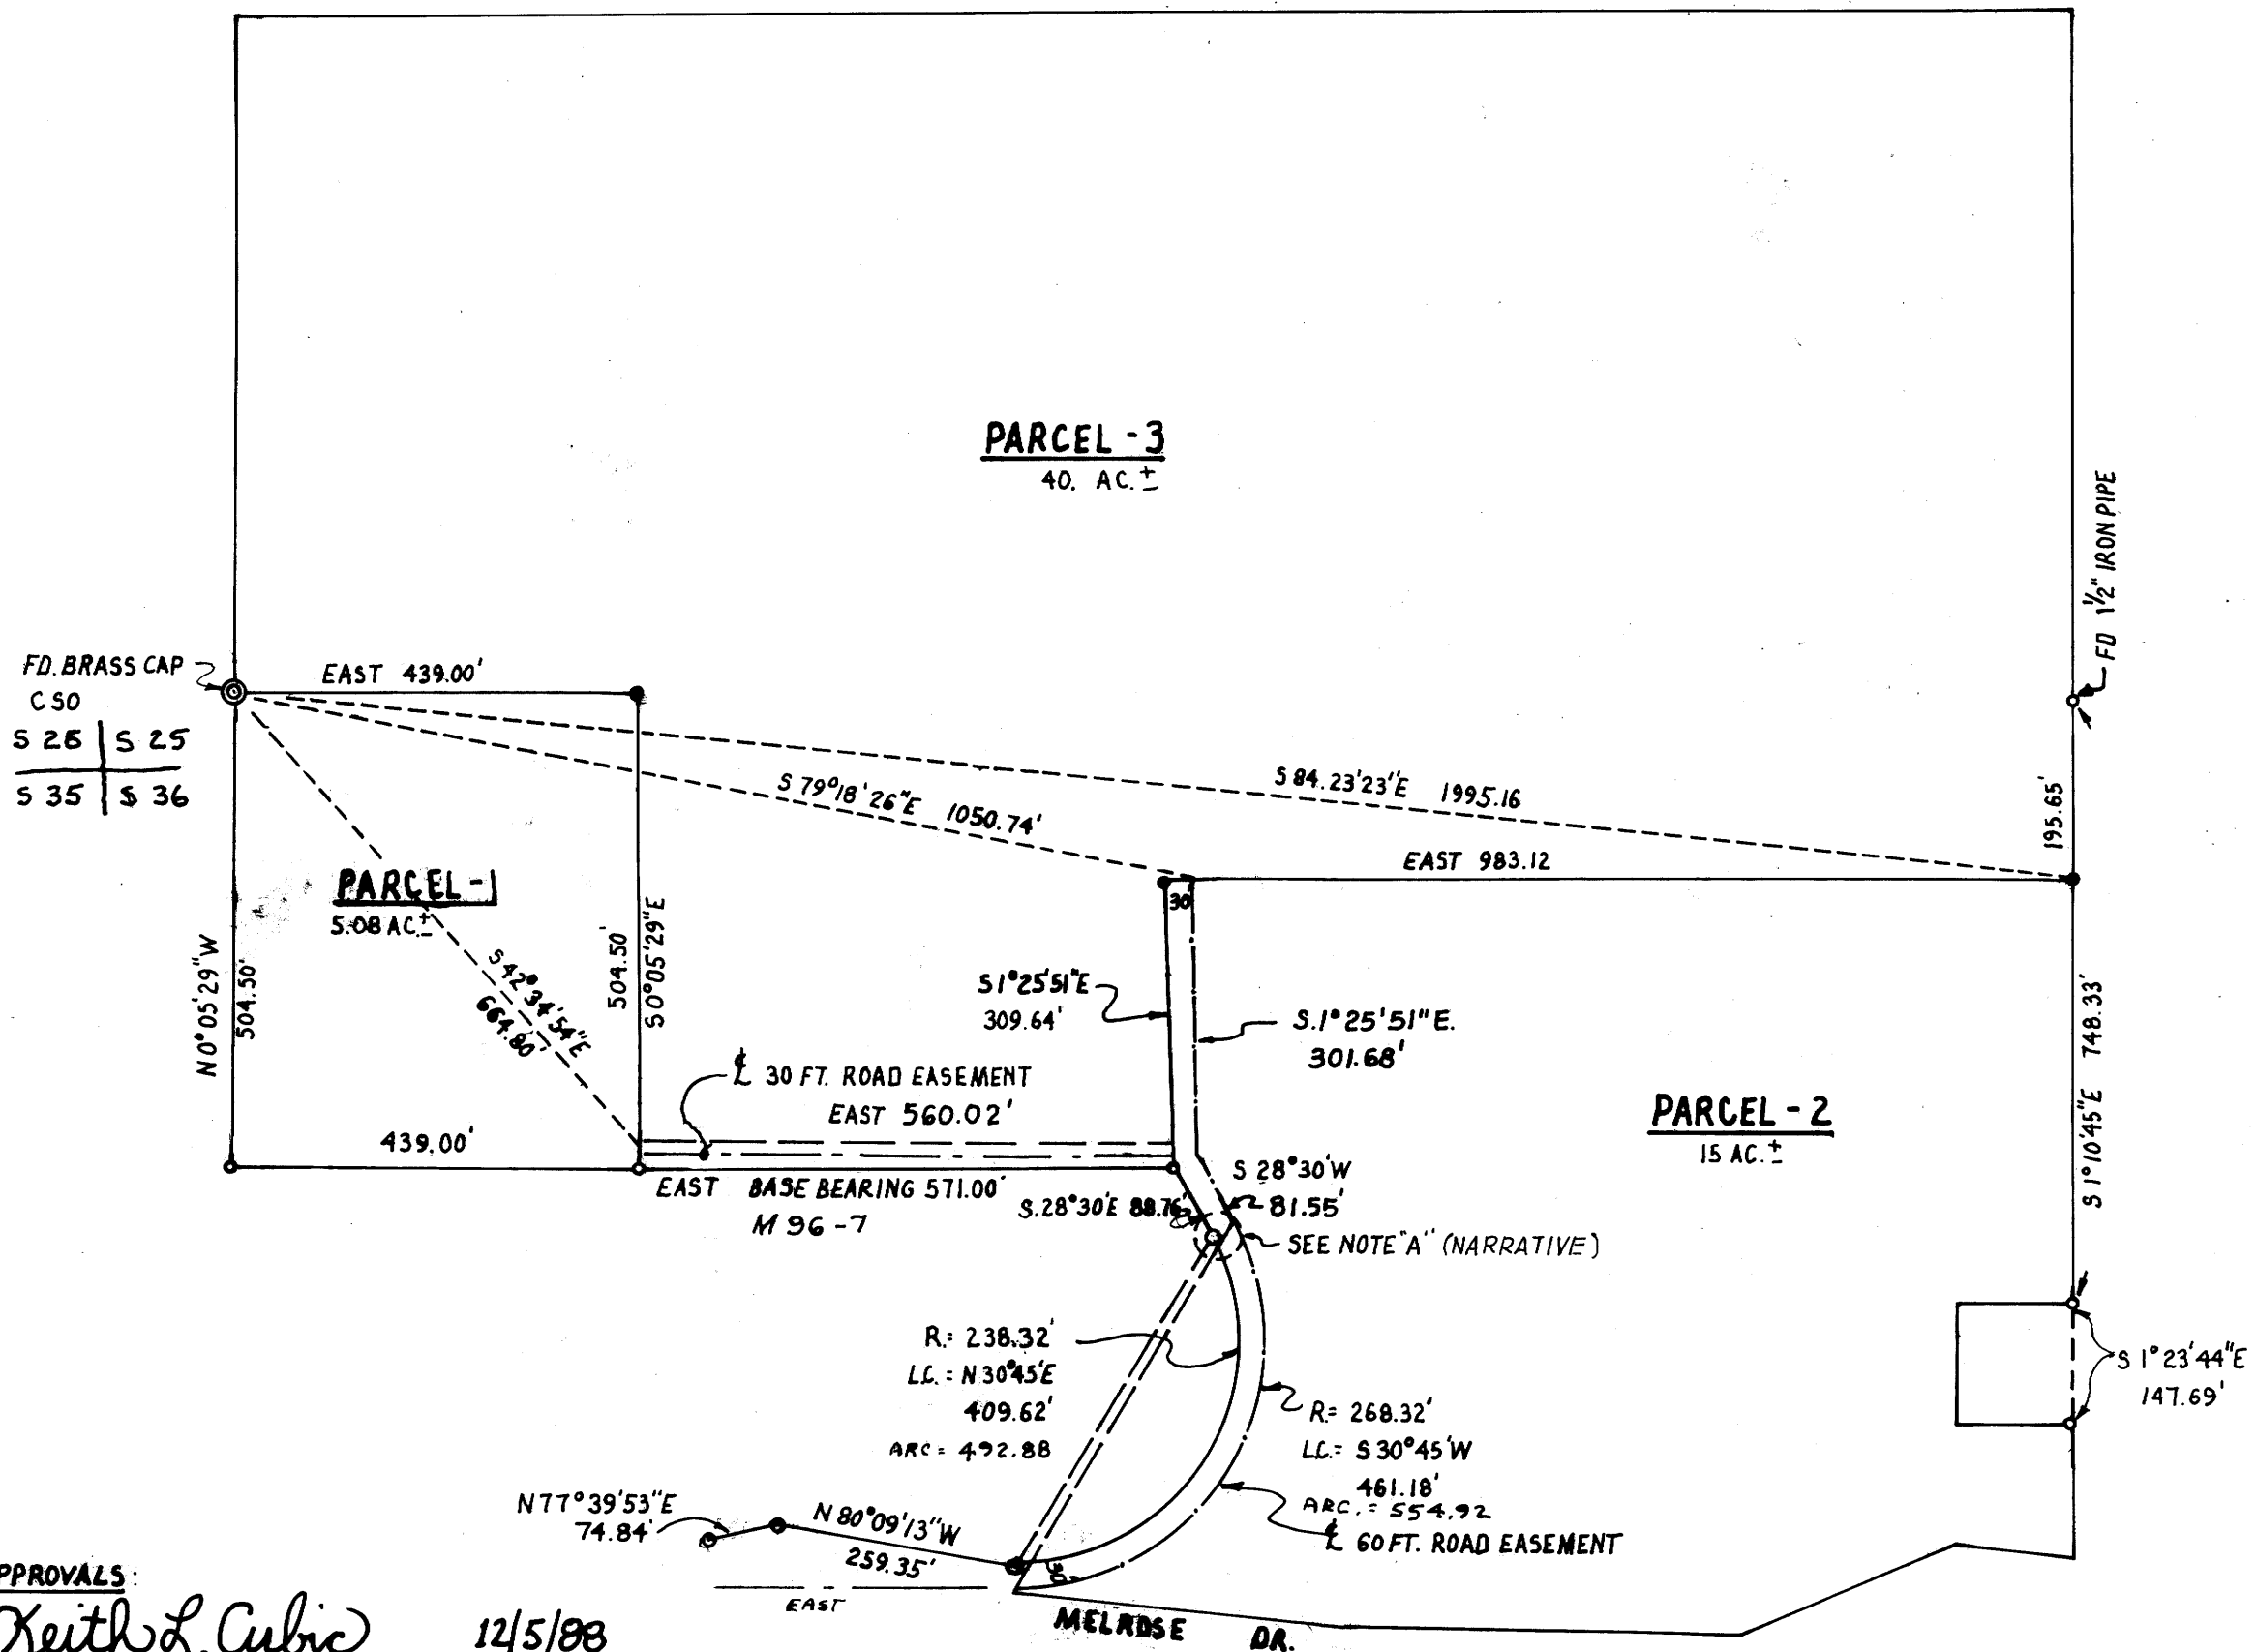 PARCEL - 3
40. AC. ±
FD 1/2" IRON PIPE
FD. BRASS CAP
CSO
S 26 | S 25
S 35 | S 36
EAST 439.00'
S 79°18'26"E 1050.74'
S 84.23'23"E 1995.16
195.65'
EAST 983.12
PARCEL-1
5.08 AC.±
30
N 0°05'29"W
504.50'
S 42°34'54"E
664.80'
504.50'
S 0°05'29"E
S 1°25'51"E
309.64'
S. 1°25'51"E.
301.68'
℄ 30 FT. ROAD EASEMENT
EAST 560.02'
PARCEL - 2
15 AC. ±
S 1°10'45"E 748.33'
439.00'
EAST BASE BEARING 571.00'
M 96-7
S 28°30'W
81.55'
S. 28°30'E 88.76'
SEE NOTE "A" (NARRATIVE)
R.= 238.32'
L.C. = N 30°45'E
409.62'
ARC = 492.88
R.= 268.32'
L.C.= S 30°45'W
461.18'
ARC. = 554.92
℄ 60 FT. ROAD EASEMENT
S 1°23'44"E
147.69'
N 77°39'53"E
74.84'
N 80°09'13"W
259.35'
EAST
MELROSE DR.
PPROVALS:
Keith L. Cubic 12/5/88